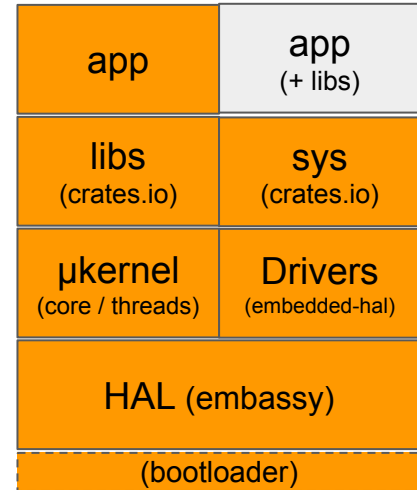 app
app
(+ libs)
libs
(crates.io)
sys
(crates.io)
µkernel
(core / threads)
Drivers
(embedded-hal)
HAL (embassy)
(bootloader)